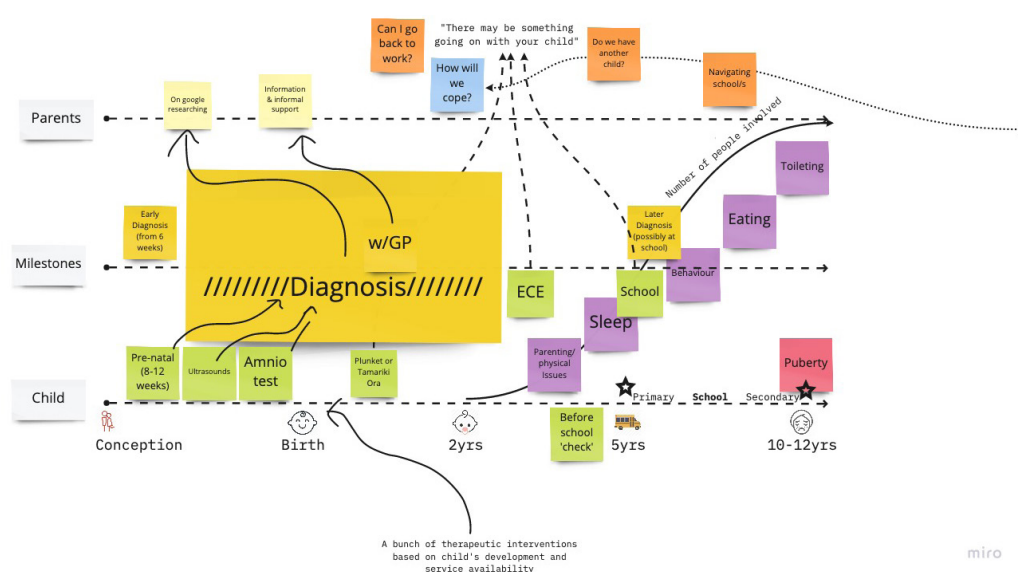 Can I go
back to
work?
"There may be something
going on with your child"
How will
we
cope?
Do we have
another
child?
Navigating
school/s
On google
researching
Information
& informal
support
Parents
Number of people involved
Toileting
Early
Diagnosis
(from 6
weeks)
w/GP
/////////Diagnosis////////
Later
Diagnosis
(possibly at
school)
Eating
Milestones
Behaviour
ECE
School
Sleep
Pre-natal
(8-12
weeks)
Ultrasounds
Amnio
test
Plunket or
Tamariki
Ora
Parenting/
physical
Issues
Puberty
Child
Primary School Secondary
Before
school
'check'
Conception Birth 2yrs 5yrs 10-12yrs
A bunch of therapeutic interventions
based on child's development and
service availability
miro